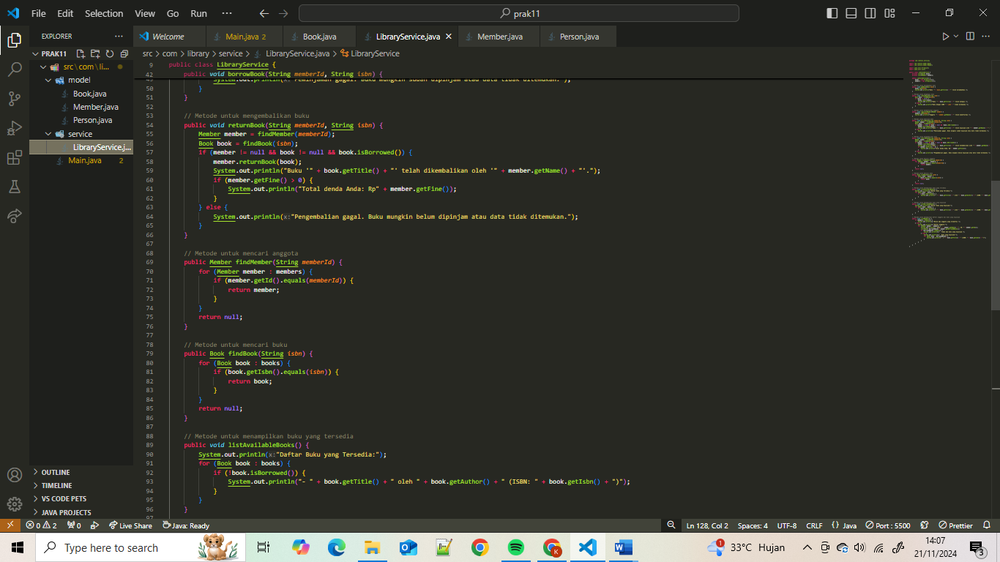 File Edit Selection View Go Run ··· prak11
EXPLORER ···
Welcome Main.java 2 Book.java LibraryService.java Member.java Person.java
PRAK11
src\com\li...
model
Book.java
Member.java
Person.java
service
LibraryService.j...
Main.java 2
OUTLINE
TIMELINE
VS CODE PETS
JAVA PROJECTS
src > com > library > service > LibraryService.java > LibraryService
9 public class LibraryService {
42 public void borrowBook(String memberId, String isbn) {
49 System.out.println(x:"Peminjaman gagal. Buku mungkin sudah dipinjam atau data tidak ditemukan.");
50 }
51 }
52
53 // Metode untuk mengembalikan buku
54 public void returnBook(String memberId, String isbn) {
55 Member member = findMember(memberId);
56 Book book = findBook(isbn);
57 if (member != null && book != null && book.isBorrowed()) {
58 member.returnBook(book);
59 System.out.println("Buku '" + book.getTitle() + "' telah dikembalikan oleh '" + member.getName() + "'.");
60 if (member.getFine() > 0) {
61 System.out.println("Total denda Anda: Rp" + member.getFine());
62 }
63 } else {
64 System.out.println(x:"Pengembalian gagal. Buku mungkin belum dipinjam atau data tidak ditemukan.");
65 }
66 }
67
68 // Metode untuk mencari anggota
69 public Member findMember(String memberId) {
70 for (Member member : members) {
71 if (member.getId().equals(memberId)) {
72 return member;
73 }
74 }
75 return null;
76 }
77
78 // Metode untuk mencari buku
79 public Book findBook(String isbn) {
80 for (Book book : books) {
81 if (book.getIsbn().equals(isbn)) {
82 return book;
83 }
84 }
85 return null;
86 }
87
88 // Metode untuk menampilkan buku yang tersedia
89 public void listAvailableBooks() {
90 System.out.println(x:"Daftar Buku yang Tersedia:");
91 for (Book book : books) {
92 if (!book.isBorrowed()) {
93 System.out.println("- " + book.getTitle() + " oleh " + book.getAuthor() + " (ISBN: " + book.getIsbn() + ")");
94 }
95 }
96 }
97
0 2 0 Live Share Java: Ready Ln 128, Col 2 Spaces: 4 UTF-8 CRLF {} Java Port : 5500 Prettier
Type here to search 1 33°C Hujan 14:07
21/11/2024 3